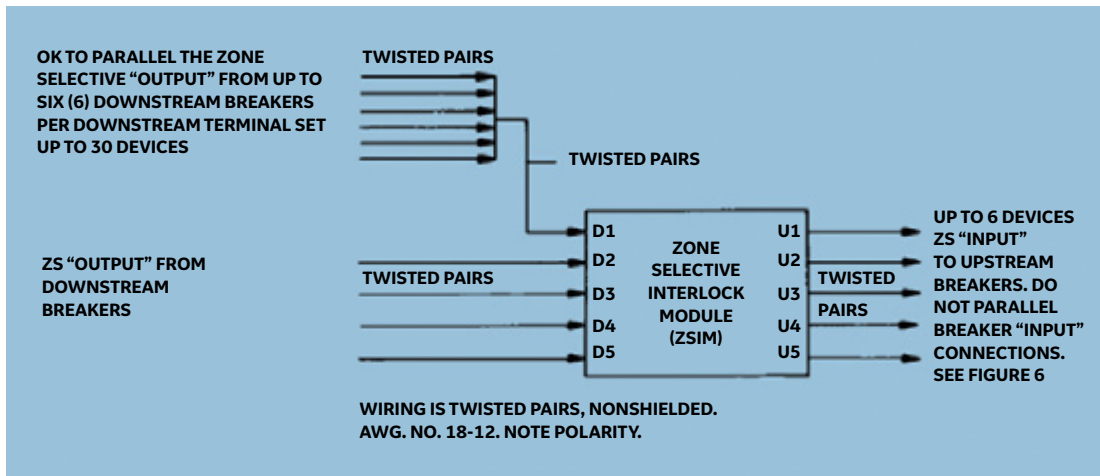 OK TO PARALLEL THE ZONE
SELECTIVE “OUTPUT” FROM UP TO
SIX (6) DOWNSTREAM BREAKERS
PER DOWNSTREAM TERMINAL SET
UP TO 30 DEVICES
TWISTED PAIRS
TWISTED PAIRS
ZS “OUTPUT” FROM
DOWNSTREAM
BREAKERS
TWISTED PAIRS
D1
D2
D3
D4
D5
ZONE
SELECTIVE
INTERLOCK
MODULE
(ZSIM)
U1
U2
U3
U4
U5
TWISTED
PAIRS
UP TO 6 DEVICES
ZS “INPUT”
TO UPSTREAM
BREAKERS. DO
NOT PARALLEL
BREAKER “INPUT”
CONNECTIONS.
SEE FIGURE 6
WIRING IS TWISTED PAIRS, NONSHIELDED.
AWG. NO. 18-12. NOTE POLARITY.